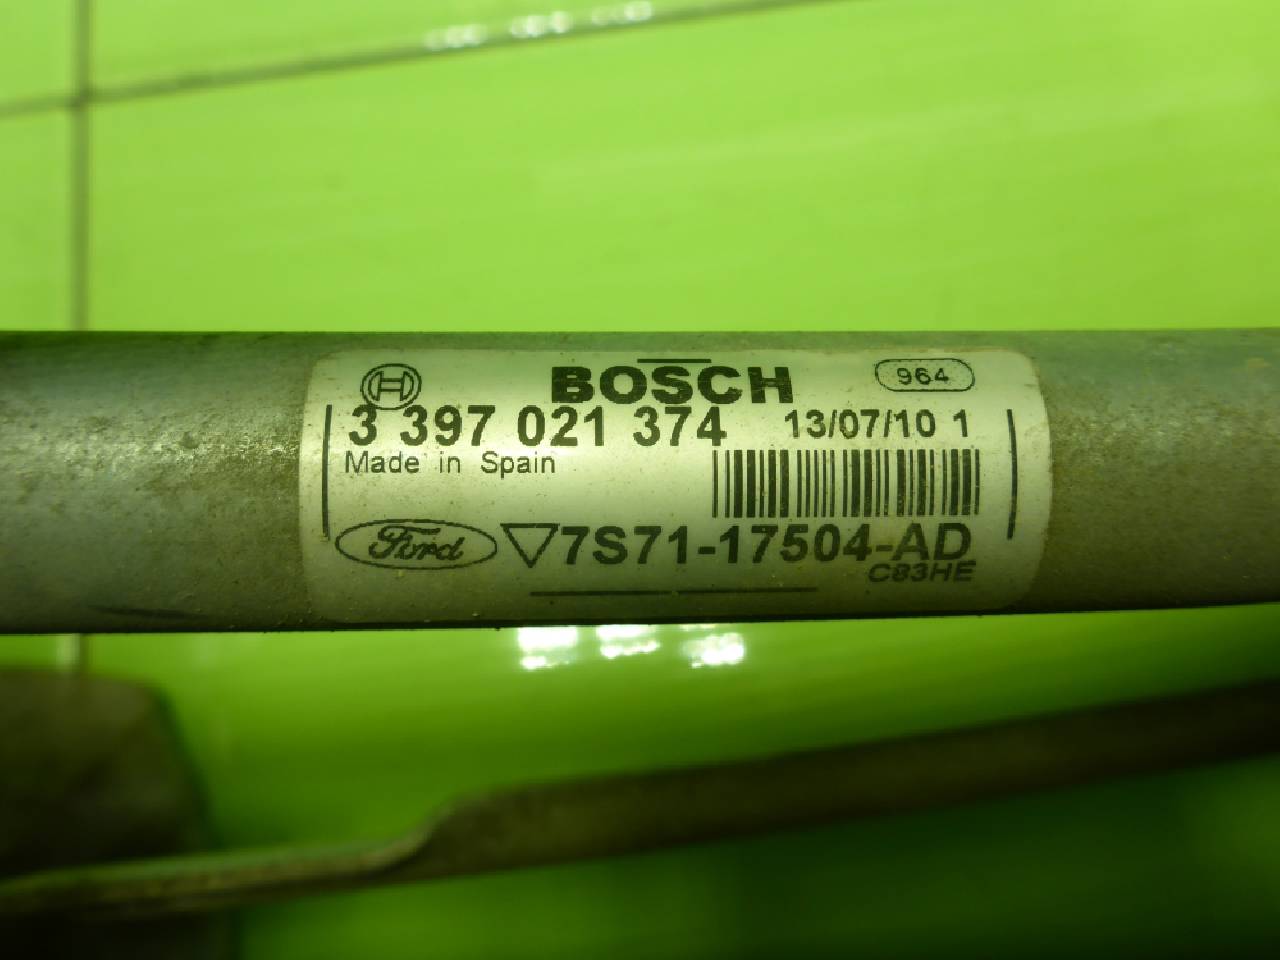 BOSCH 964
3 397 021 374 13/07/10 1
Made in Spain
Ford 7S71-17504-AD
C83HE